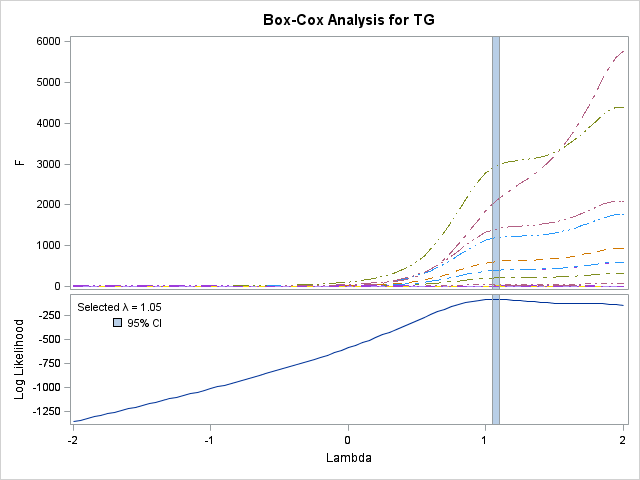 Box-Cox Analysis for TG
6000
5000
4000
3000
2000
1000
0
F
Selected λ = 1.05
95% CI
-250
-500
-750
-1000
-1250
Log Likelihood
-2
-1
0
1
2
Lambda